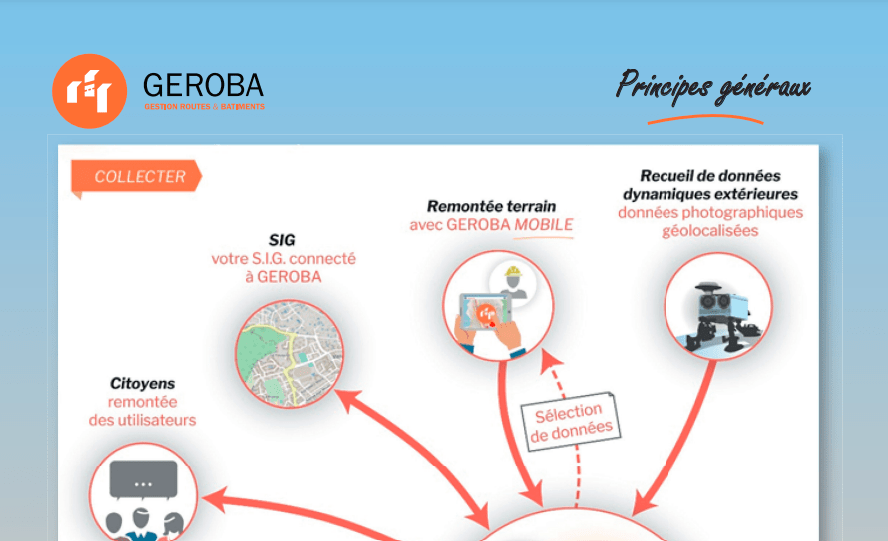 GEROBA
GESTION ROUTES & BATIMENTS
Principes généraux
COLLECTER
Recueil de données
dynamiques extérieures
données photographiques
géolocalisées
Remontée terrain
avec GEROBA MOBILE
SIG
votre S.I.G. connecté
à GEROBA
Citoyens
remontée
des utilisateurs
Sélection
de données
...